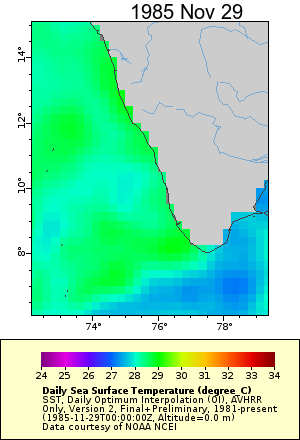 1985 Nov 29
14°
12°
10°
8°
74°
76°
78°
24 25 26 27 28 29 30 31 32 33 34
Daily Sea Surface Temperature (degree_C)
SST, Daily Optimum Interpolation (OI), AVHRR
Only, Version 2, Final+Preliminary, 1981-present
(1985-11-29T00:00:00Z, Altitude=0.0 m)
Data courtesy of NOAA NCEI